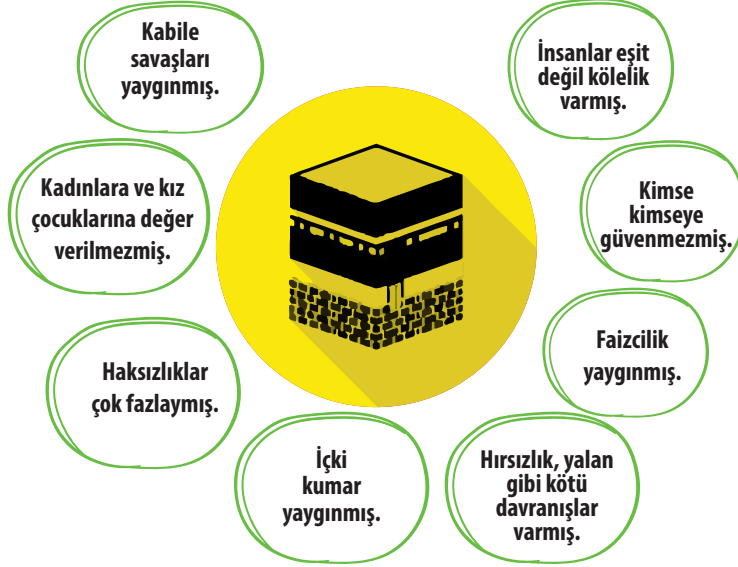 Kabile
savaşları
yaygınmış.
İnsanlar eşit
değil kölelik
varmış.
Kadınlara ve kız
çocuklarına değer
verilmezmiş.
Kimse
kimseye
güvenmezmiş.
Haksızlıklar
çok fazlaymış.
Faizcilik
yaygınmış.
İçki
kumar
yaygınmış.
Hırsızlık, yalan
gibi kötü
davranışlar
varmış.